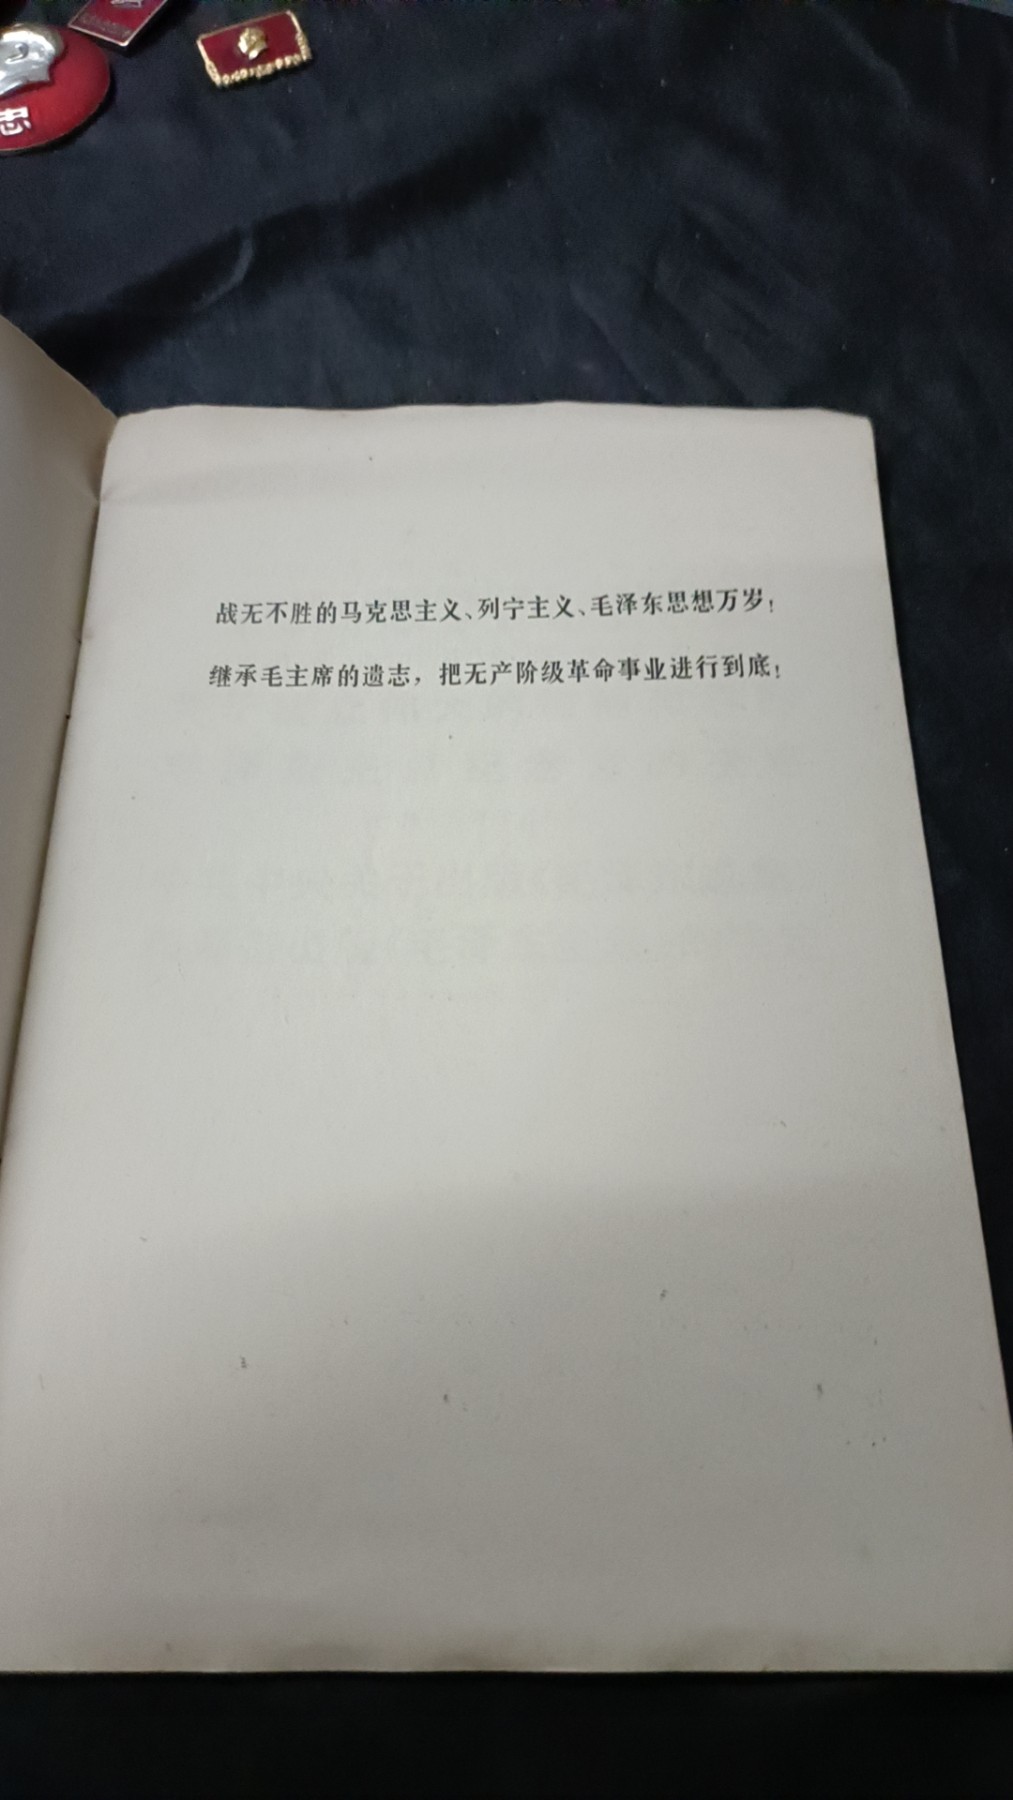 忠
战无不胜的马克思主义、列宁主义、毛泽东思想万岁！
继承毛主席的遗志，把无产阶级革命事业进行到底！